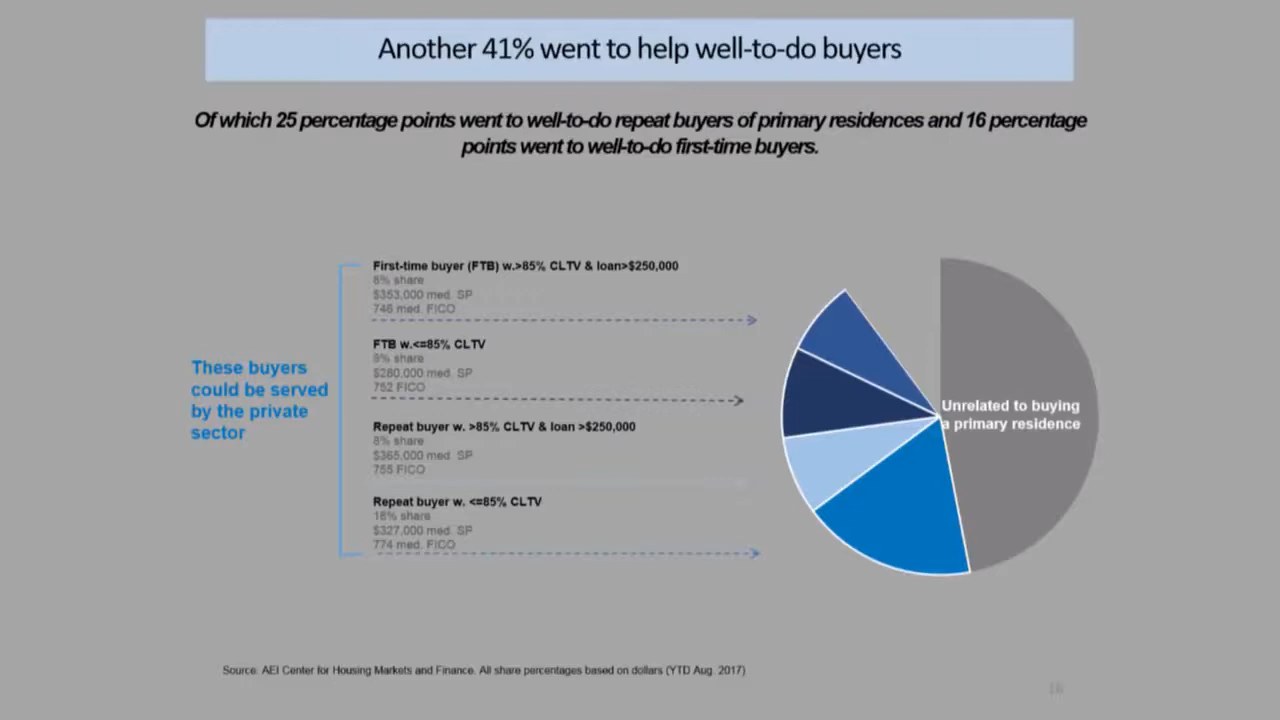 Another 41% went to help well-to-do buyers
Of which 25 percentage points went to well-to-do repeat buyers of primary residences and 16 percentage
points went to well-to-do first-time buyers.
First-time buyer (FTB) w.>85% CLTV & loan>$250,000
share
$353,000 med. SP
746 med. FICO
FTB w.<=85% CLTV
share
$280,000 med. SP
752 FICO
Repeat buyer w. >85% CLTV & loan >$250,000
8% share
$365,000 med. SP
755 FICO
Repeat buyer w. <=85% CLTV
share
$327,000 med. SP
774 med. FICO
These buyers
could be served
by the private
sector
Unrelated to buying
a primary residence
Source: AEI Center for Housing Markets and Finance. All share percentages based on dollars (YTD Aug. 2017)